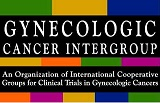 GYNECOLOGIC
CANCER INTERGROUP
An Organization of International Cooperative
Groups for Clinical Trials in Gynecologic Cancers